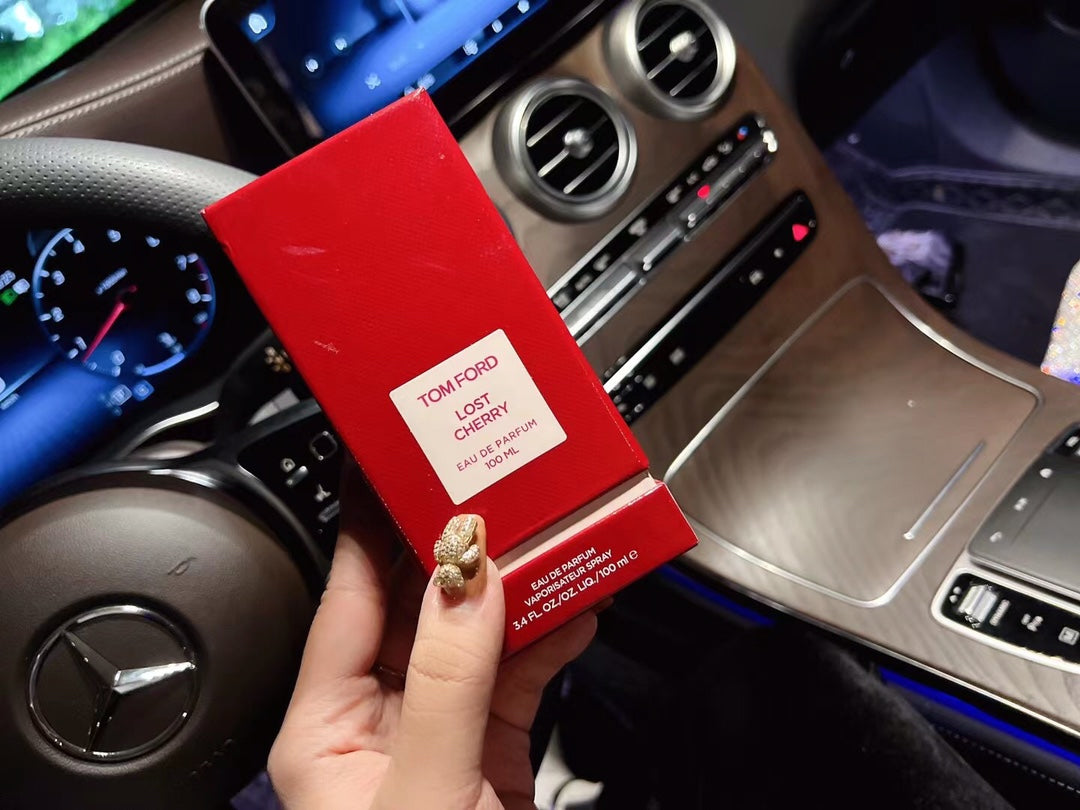 TOM FORD
LOST
CHERRY
EAU DE PARFUM
100 ML
EAU DE PARFUM
VAPORISATEUR SPRAY
3.4 FL. OZ./OZ. LIQ./100 ml ℮